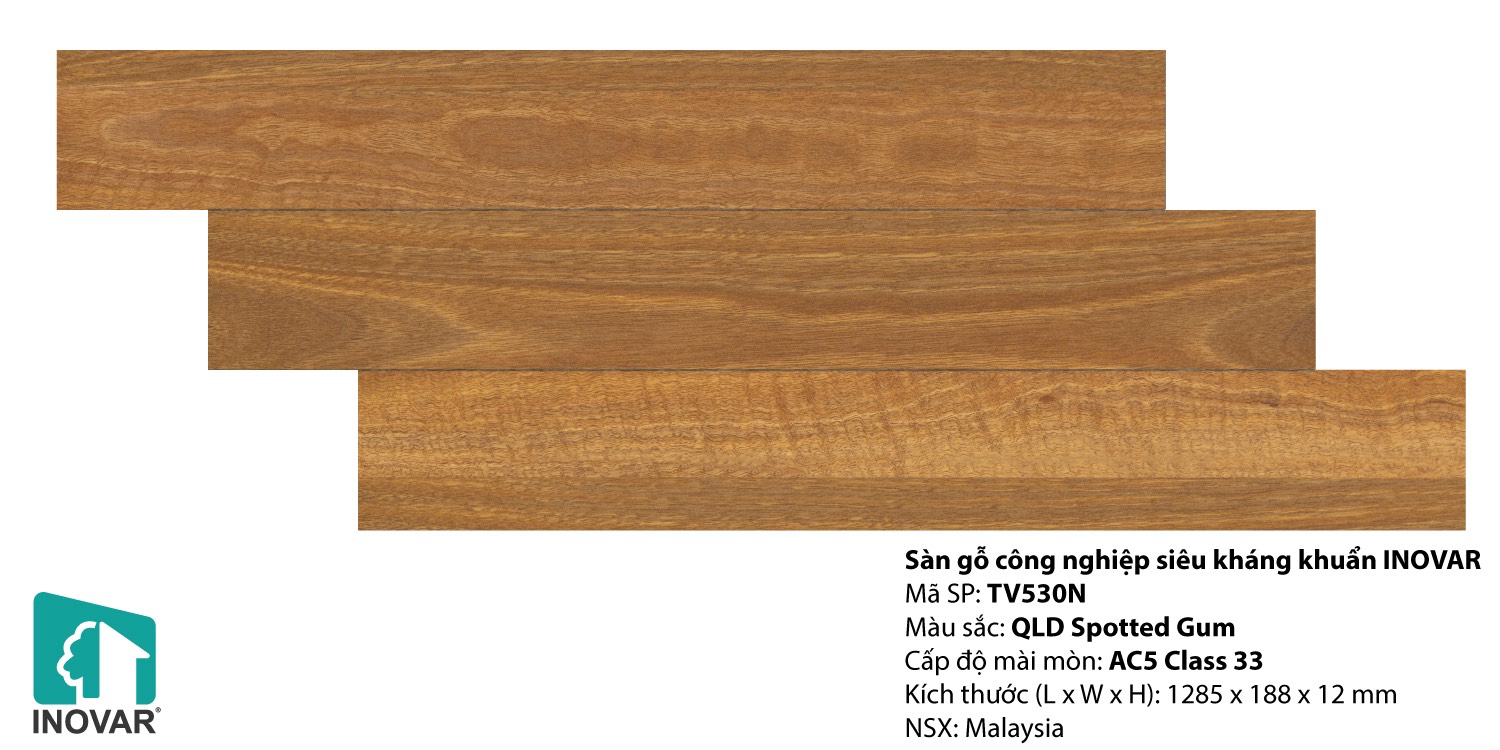 Sàn gỗ công nghiệp siêu kháng khuẩn INOVAR
Mã SP: TV530N
Màu sắc: QLD Spotted Gum
Cấp độ mài mòn: AC5 Class 33
Kích thước (L x W x H): 1285 x 188 x 12 mm
NSX: Malaysia
INOVAR®